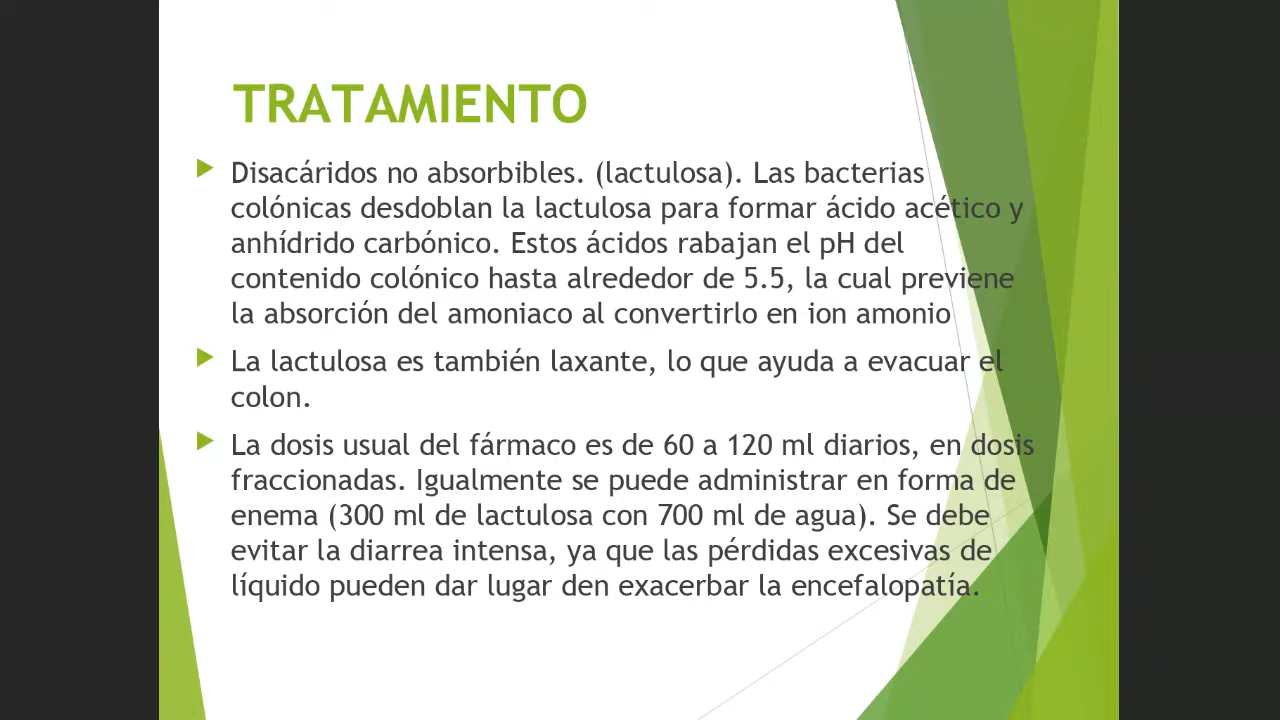 TRATAMIENTO
Disacáridos no absorbibles. (lactulosa). Las bacterias
colónicas desdoblan la lactulosa para formar ácido acético y
anhídrido carbónico. Estos ácidos rabajan el pH del
contenido colónico hasta alrededor de 5.5, la cual previene
la absorción del amoniaco al convertirlo en ion amonio
La lactulosa es también laxante, lo que ayuda a evacuar el
colon.
La dosis usual del fármaco es de 60 a 120 ml diarios, en dosis
fraccionadas. Igualmente se puede administrar en forma de
enema (300 ml de lactulosa con 700 ml de agua). Se debe
evitar la diarrea intensa, ya que las pérdidas excesivas de
líquido pueden dar lugar den exacerbar la encefalopatía.